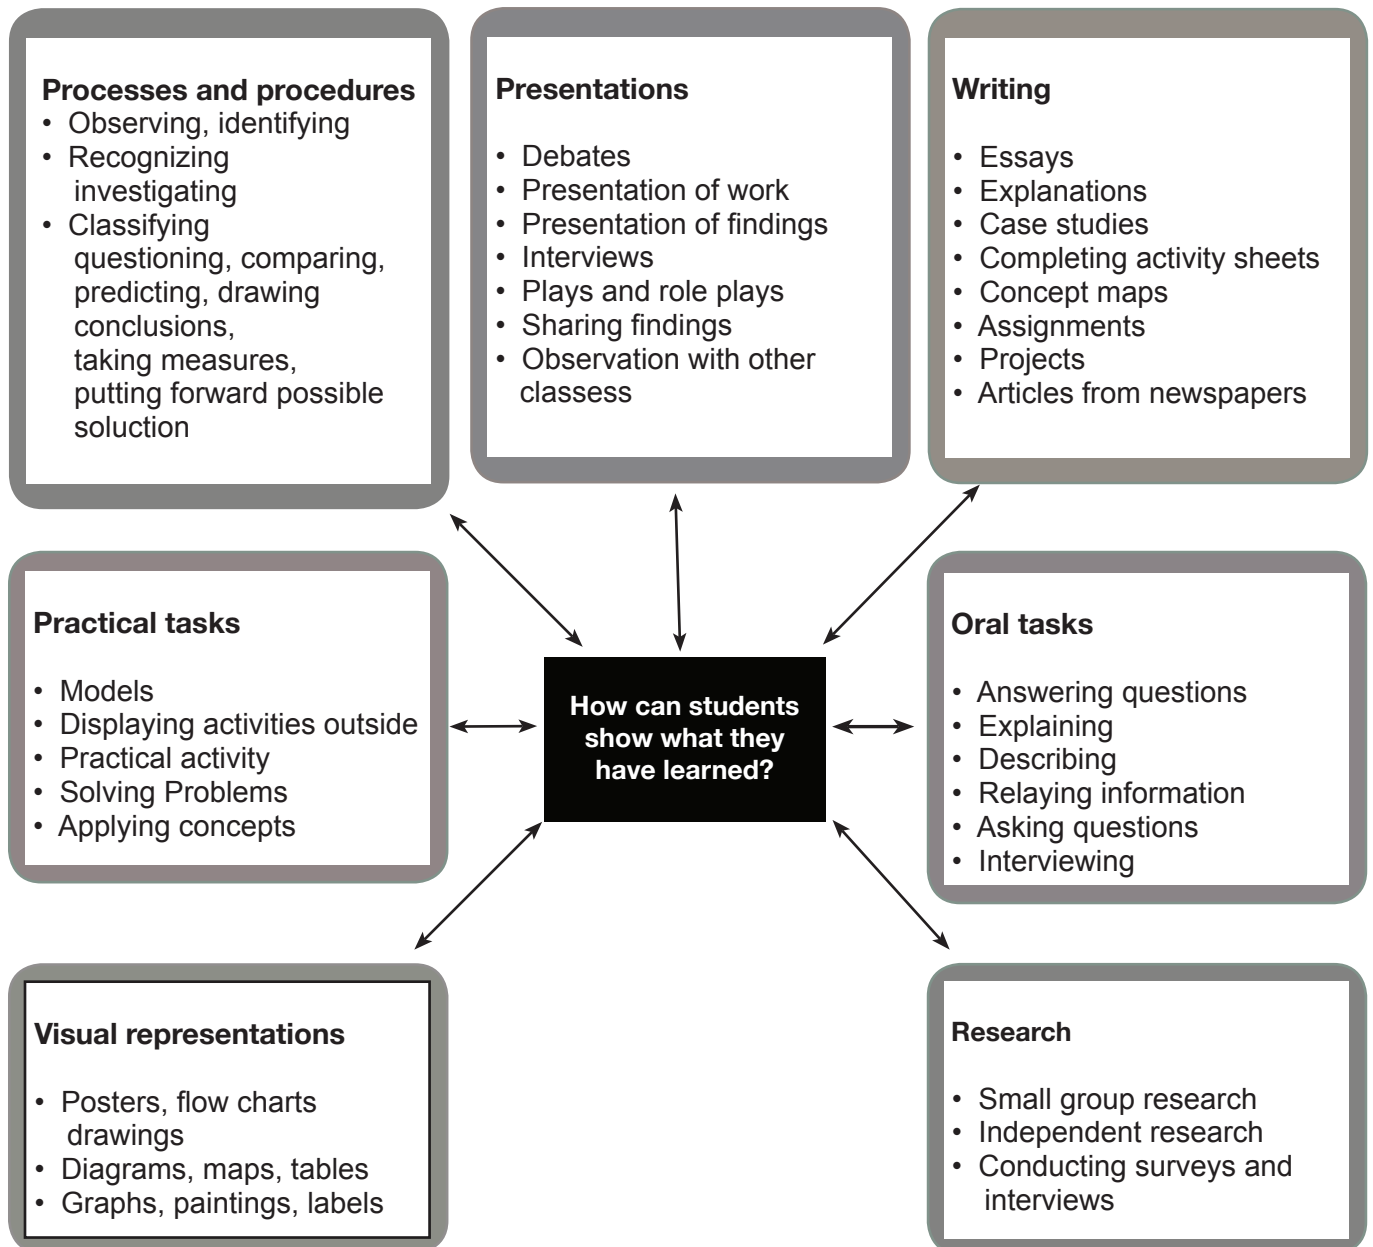 Processes and procedures
• Observing, identifying
• Recognizing
investigating
• Classifying
questioning, comparing,
predicting, drawing
conclusions,
taking measures,
putting forward possible
soluction
Presentations
• Debates
• Presentation of work
• Presentation of findings
• Interviews
• Plays and role plays
• Sharing findings
• Observation with other
classess
Writing
• Essays
• Explanations
• Case studies
• Completing activity sheets
• Concept maps
• Assignments
• Projects
• Articles from newspapers
Practical tasks
• Models
• Displaying activities outside
• Practical activity
• Solving Problems
• Applying concepts
How can students
show what they
have learned?
Oral tasks
• Answering questions
• Explaining
• Describing
• Relaying information
• Asking questions
• Interviewing
Visual representations
• Posters, flow charts
drawings
• Diagrams, maps, tables
• Graphs, paintings, labels
Research
• Small group research
• Independent research
• Conducting surveys and
interviews